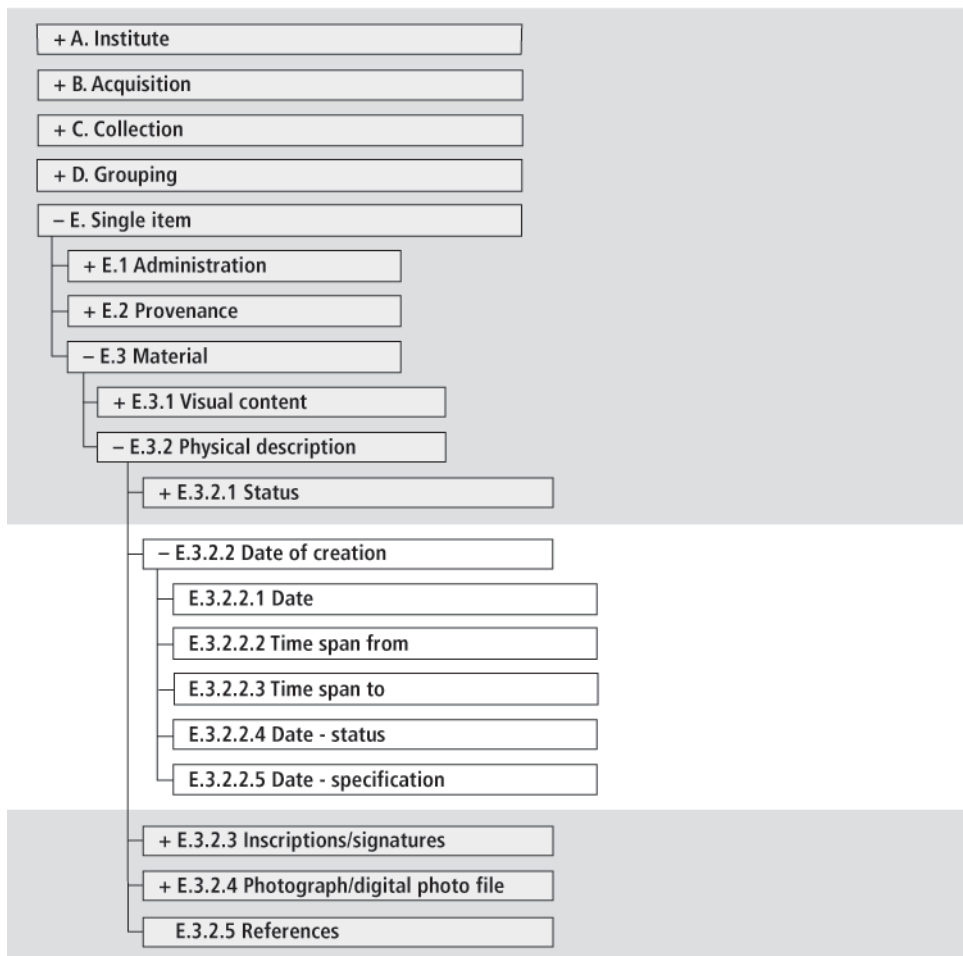 + A. Institute
+ B. Acquisition
+ C. Collection
+ D. Grouping
– E. Single item
+ E.1 Administration
+ E.2 Provenance
– E.3 Material
+ E.3.1 Visual content
– E.3.2 Physical description
+ E.3.2.1 Status
– E.3.2.2 Date of creation
E.3.2.2.1 Date
E.3.2.2.2 Time span from
E.3.2.2.3 Time span to
E.3.2.2.4 Date - status
E.3.2.2.5 Date - specification
+ E.3.2.3 Inscriptions/signatures
+ E.3.2.4 Photograph/digital photo file
E.3.2.5 References